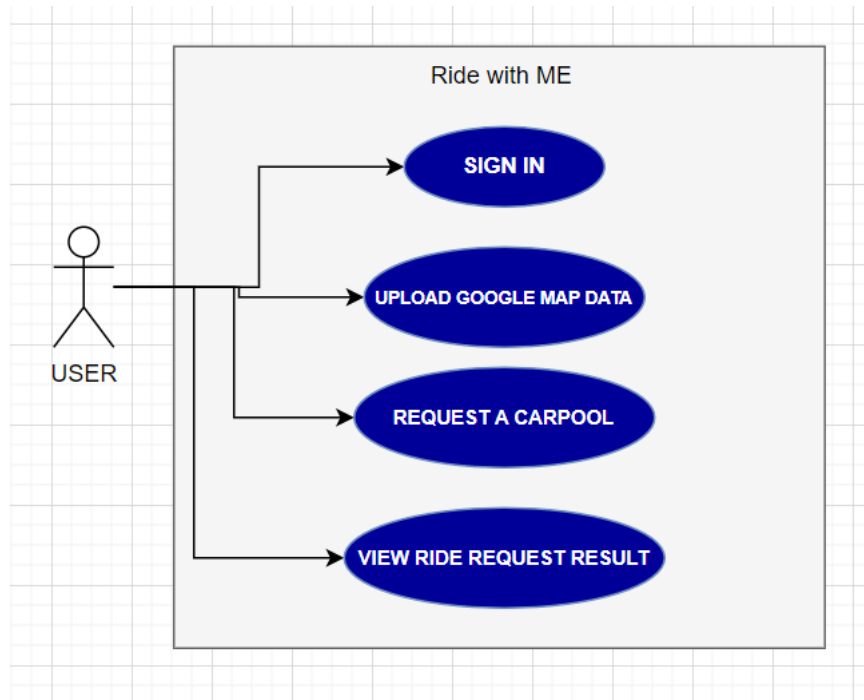 Ride with ME
SIGN IN
UPLOAD GOOGLE MAP DATA
USER
REQUEST A CARPOOL
VIEW RIDE REQUEST RESULT